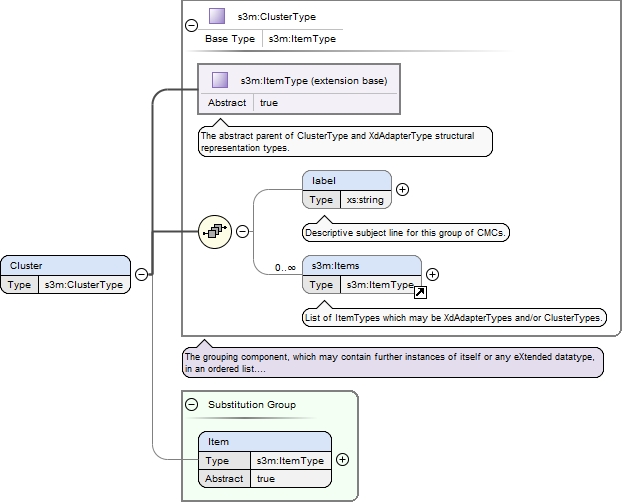 s3m:ClusterType
Base Type s3m:ItemType
s3m:ItemType (extension base)
Abstract true
The abstract parent of ClusterType and XdAdapterType structural
representation types.
label
Type xs:string
Descriptive subject line for this group of CMCs.
Cluster
Type s3m:ClusterType
0..∞
s3m:Items
Type s3m:ItemType
List of ItemTypes which may be XdAdapterTypes and/or ClusterTypes.
The grouping component, which may contain further instances of itself or any eXtended datatype,
in an ordered list....
Substitution Group
Item
Type s3m:ItemType
Abstract true